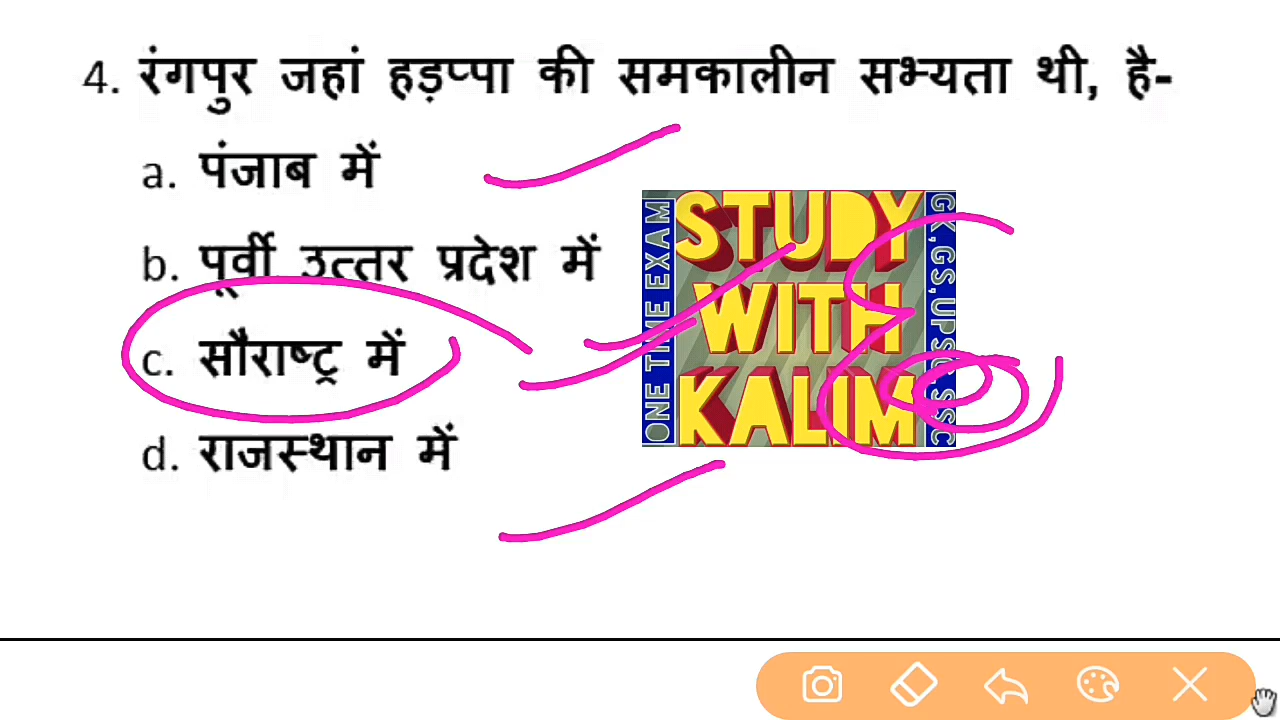 4. रंगपुर जहां हड़प्पा की समकालीन सभ्यता थी, है-
a. पंजाब में
b. पूर्वी उत्तर प्रदेश में
c. सौराष्ट्र में
d. राजस्थान में
ONE TIME EXAM
STUDY
WITH
KALIM
GK,GS,UPSC,SSC